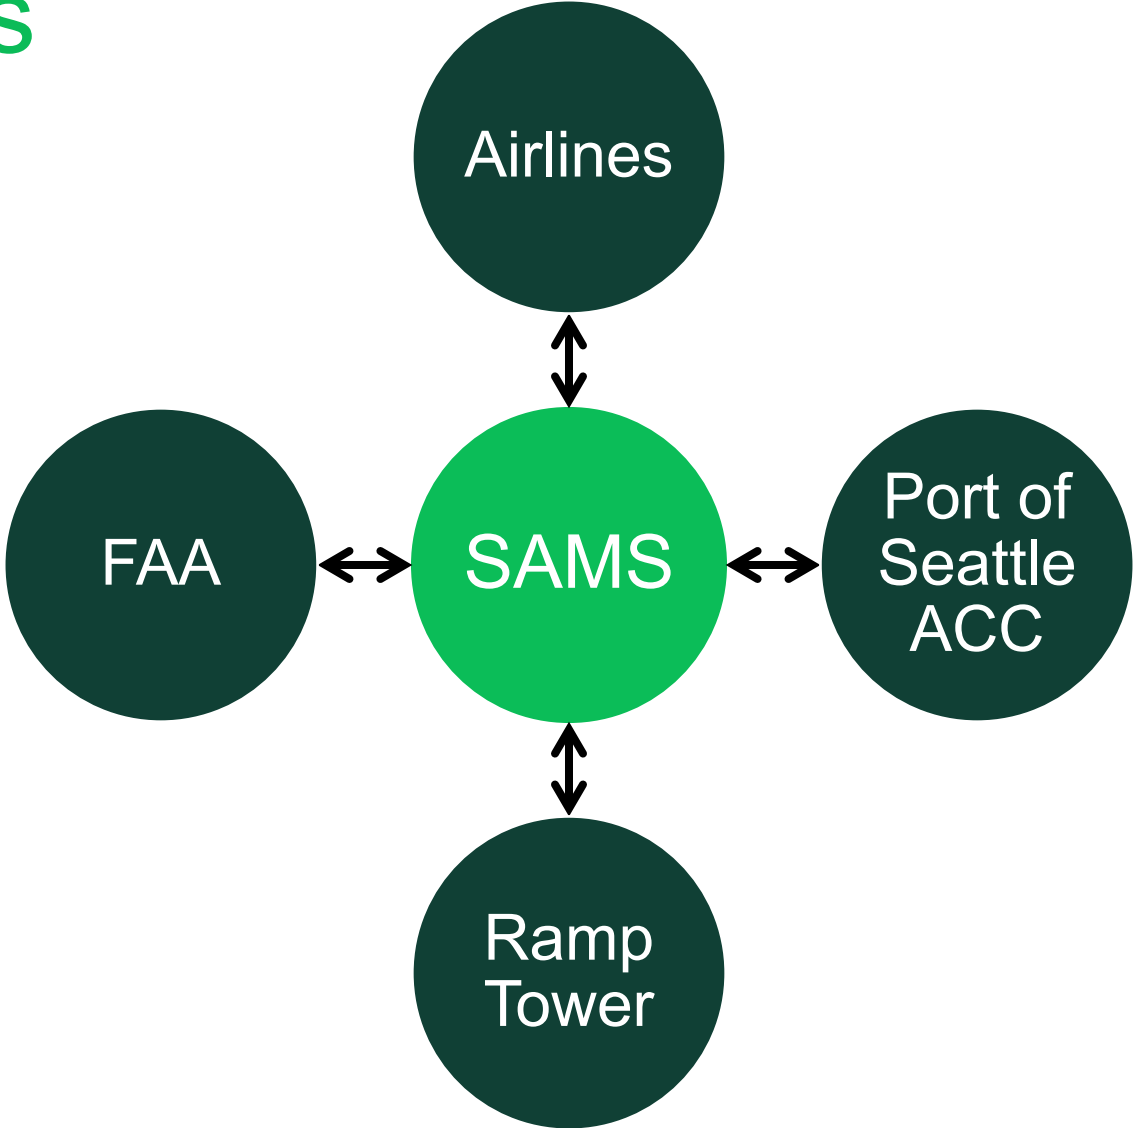 s
Airlines
FAA
SAMS
Port of
Seattle
ACC
Ramp
Tower